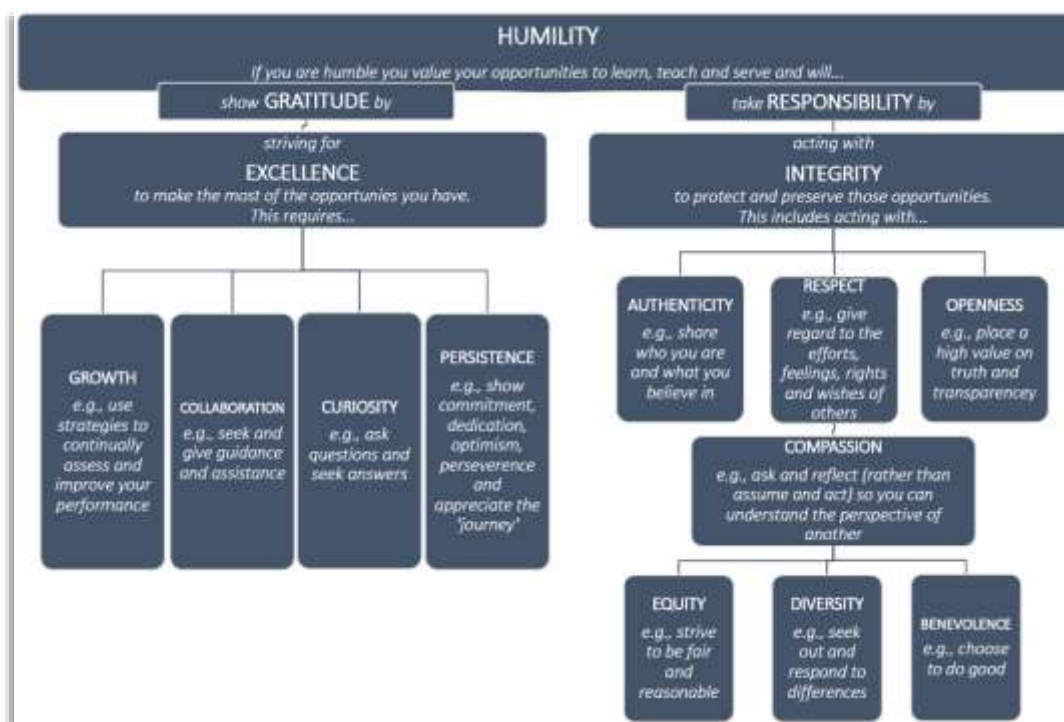 HUMILITY
If you are humble you value your opportunities to learn, teach and serve and will...
show GRATITUDE by
striving for
EXCELLENCE
to make the most of the opportunies you have.
This requires...
GROWTH
e.g., use
strategies to
continually
assess and
improve your
performance
COLLABORATION
e.g., seek and
give guidance
and assistance
CURIOSITY
e.g., ask
questions and
seek answers
PERSISTENCE
e.g., show
commitment,
dedication,
optimism,
perseverence
and
appreciate the
'journey'
take RESPONSIBILITY by
acting with
INTEGRITY
to protect and preserve those opportunities.
This includes acting with...
AUTHENTICITY
e.g., share
who you are
and what you
believe in
RESPECT
e.g., give
regard to the
efforts,
feelings, rights
and wishes of
others
OPENNESS
e.g., place a
high value on
truth and
transparencey
COMPASSION
e.g., ask and reflect (rather than
assume and act) so you can
understand the perspective of
another
EQUITY
e.g., strive
to be fair
and
reasonable
DIVERSITY
e.g., seek
out and
respond to
differences
BENEVOLENCE
e.g., choose
to do good